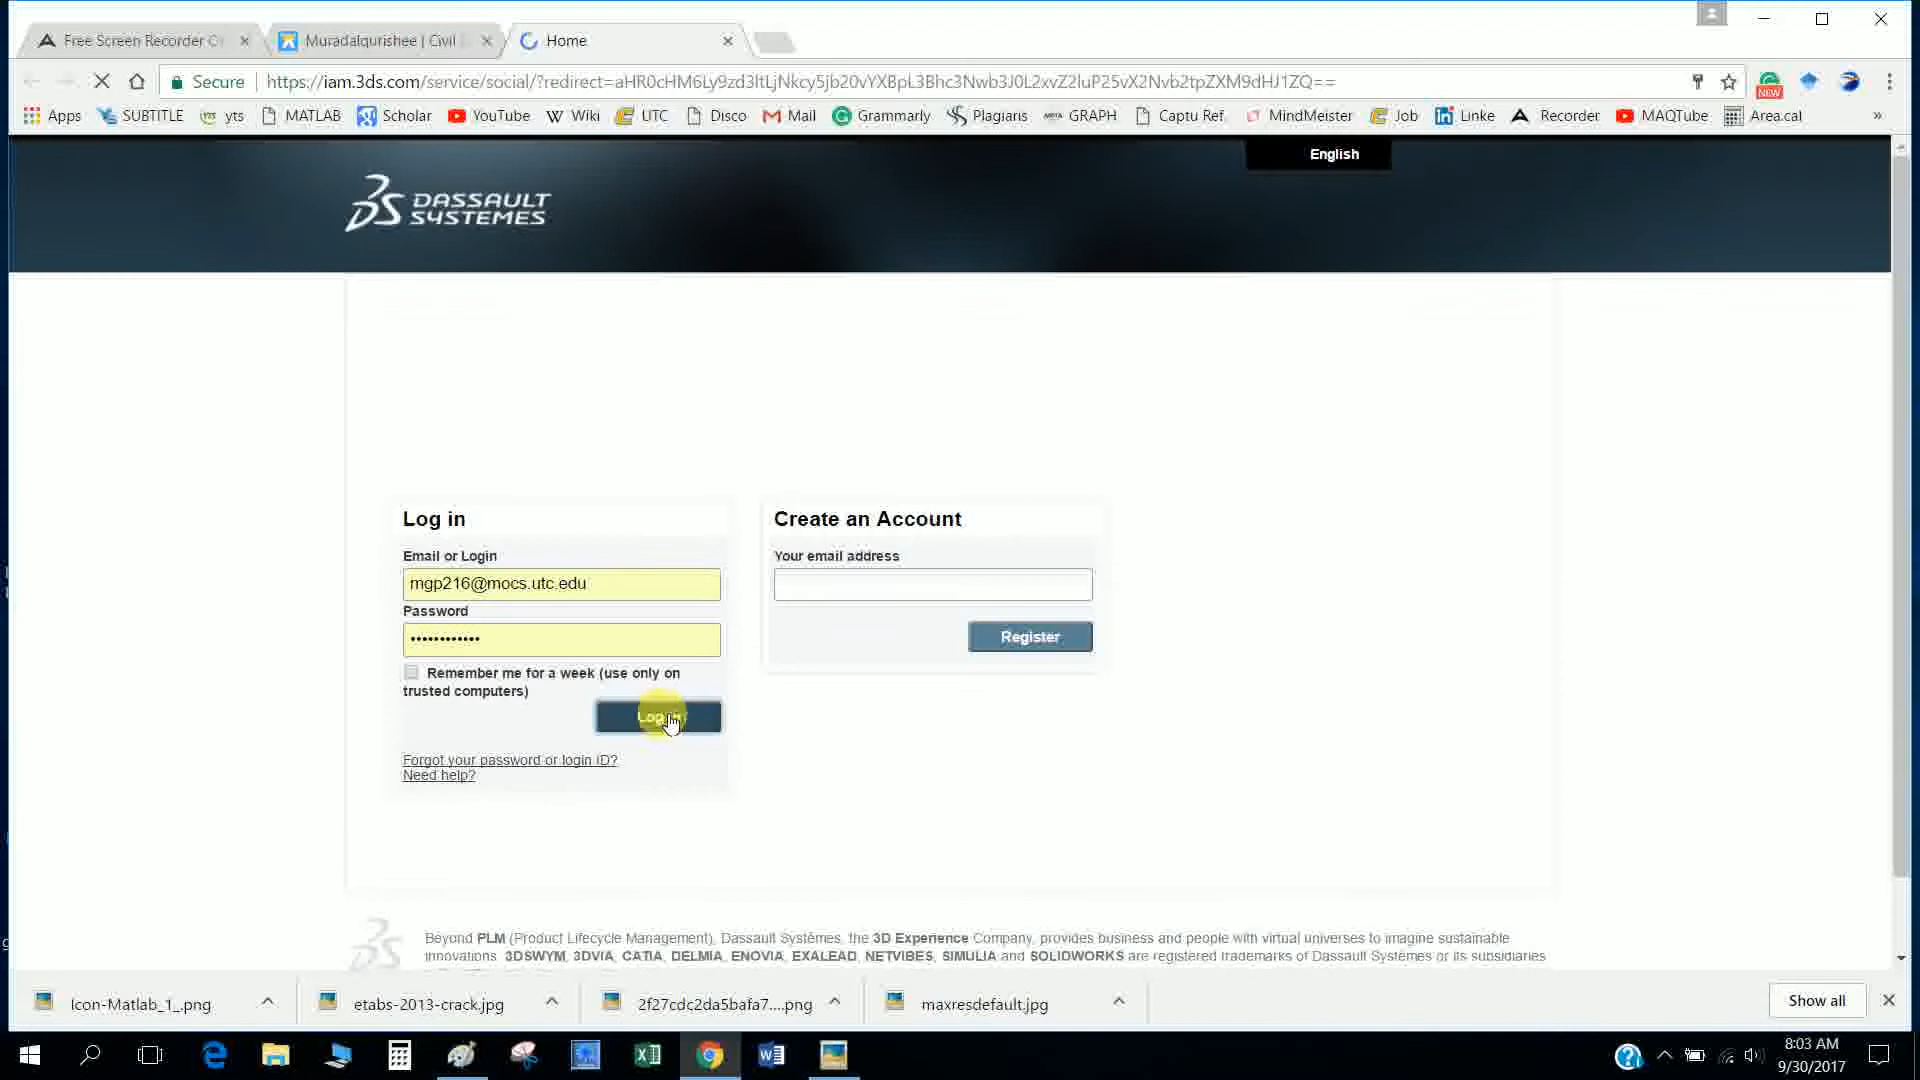 Free Screen Recorder C
Muradalqurishee | Civil
Home
Secure
https://iam.3ds.com/service/social/?redirect=aHR0cHM6Ly9zd3ltLjNkcy5jb20vYXBpL3Bhc3Nwb3J0L2xvZ2luP25vX2Nvb2tpZXM9dHJ1ZQ==
NEW
Apps
SUBTITLE
yts
MATLAB
Scholar
YouTube
Wiki
UTC
Disco
Mail
Grammarly
Plagiaris
GRAPH
Captu Ref.
MindMeister
Job
Linke
Recorder
MAQTube
Area.cal
»
English
DASSAULT
SYSTEMES
Log in
Email or Login
mgp216@mocs.utc.edu
Password
••••••••••••
Remember me for a week (use only on
trusted computers)
Log in
Forgot your password or login ID?
Need help?
Create an Account
Your email address
Register
Beyond PLM (Product Lifecycle Management), Dassault Systèmes, the 3D Experience Company, provides business and people with virtual universes to imagine sustainable
innovations. 3DSWYM, 3DVIA, CATIA, DELMIA, ENOVIA, EXALEAD, NETVIBES, SIMULIA and SOLIDWORKS are registered trademarks of Dassault Systèmes or its subsidiaries
Icon-Matlab_1_.png
etabs-2013-crack.jpg
2f27cdc2da5bafa7....png
maxresdefault.jpg
Show all
8:03 AM
9/30/2017